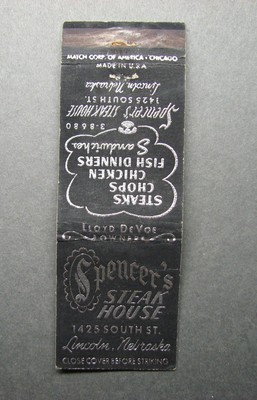 MATCH CORP. OF AMERICA · CHICAGO
MADE IN U.S.A.
Spencer's STEAK HOUSE
1425 SOUTH ST.
Lincoln, Nebraska
3-8680
STEAKS
CHOPS
CHICKEN
FISH DINNERS
Sandwiches
LLOYD DEVOE
OWNER
Spencer's
STEAK
HOUSE
1425 SOUTH ST.
Lincoln, Nebraska
CLOSE COVER BEFORE STRIKING